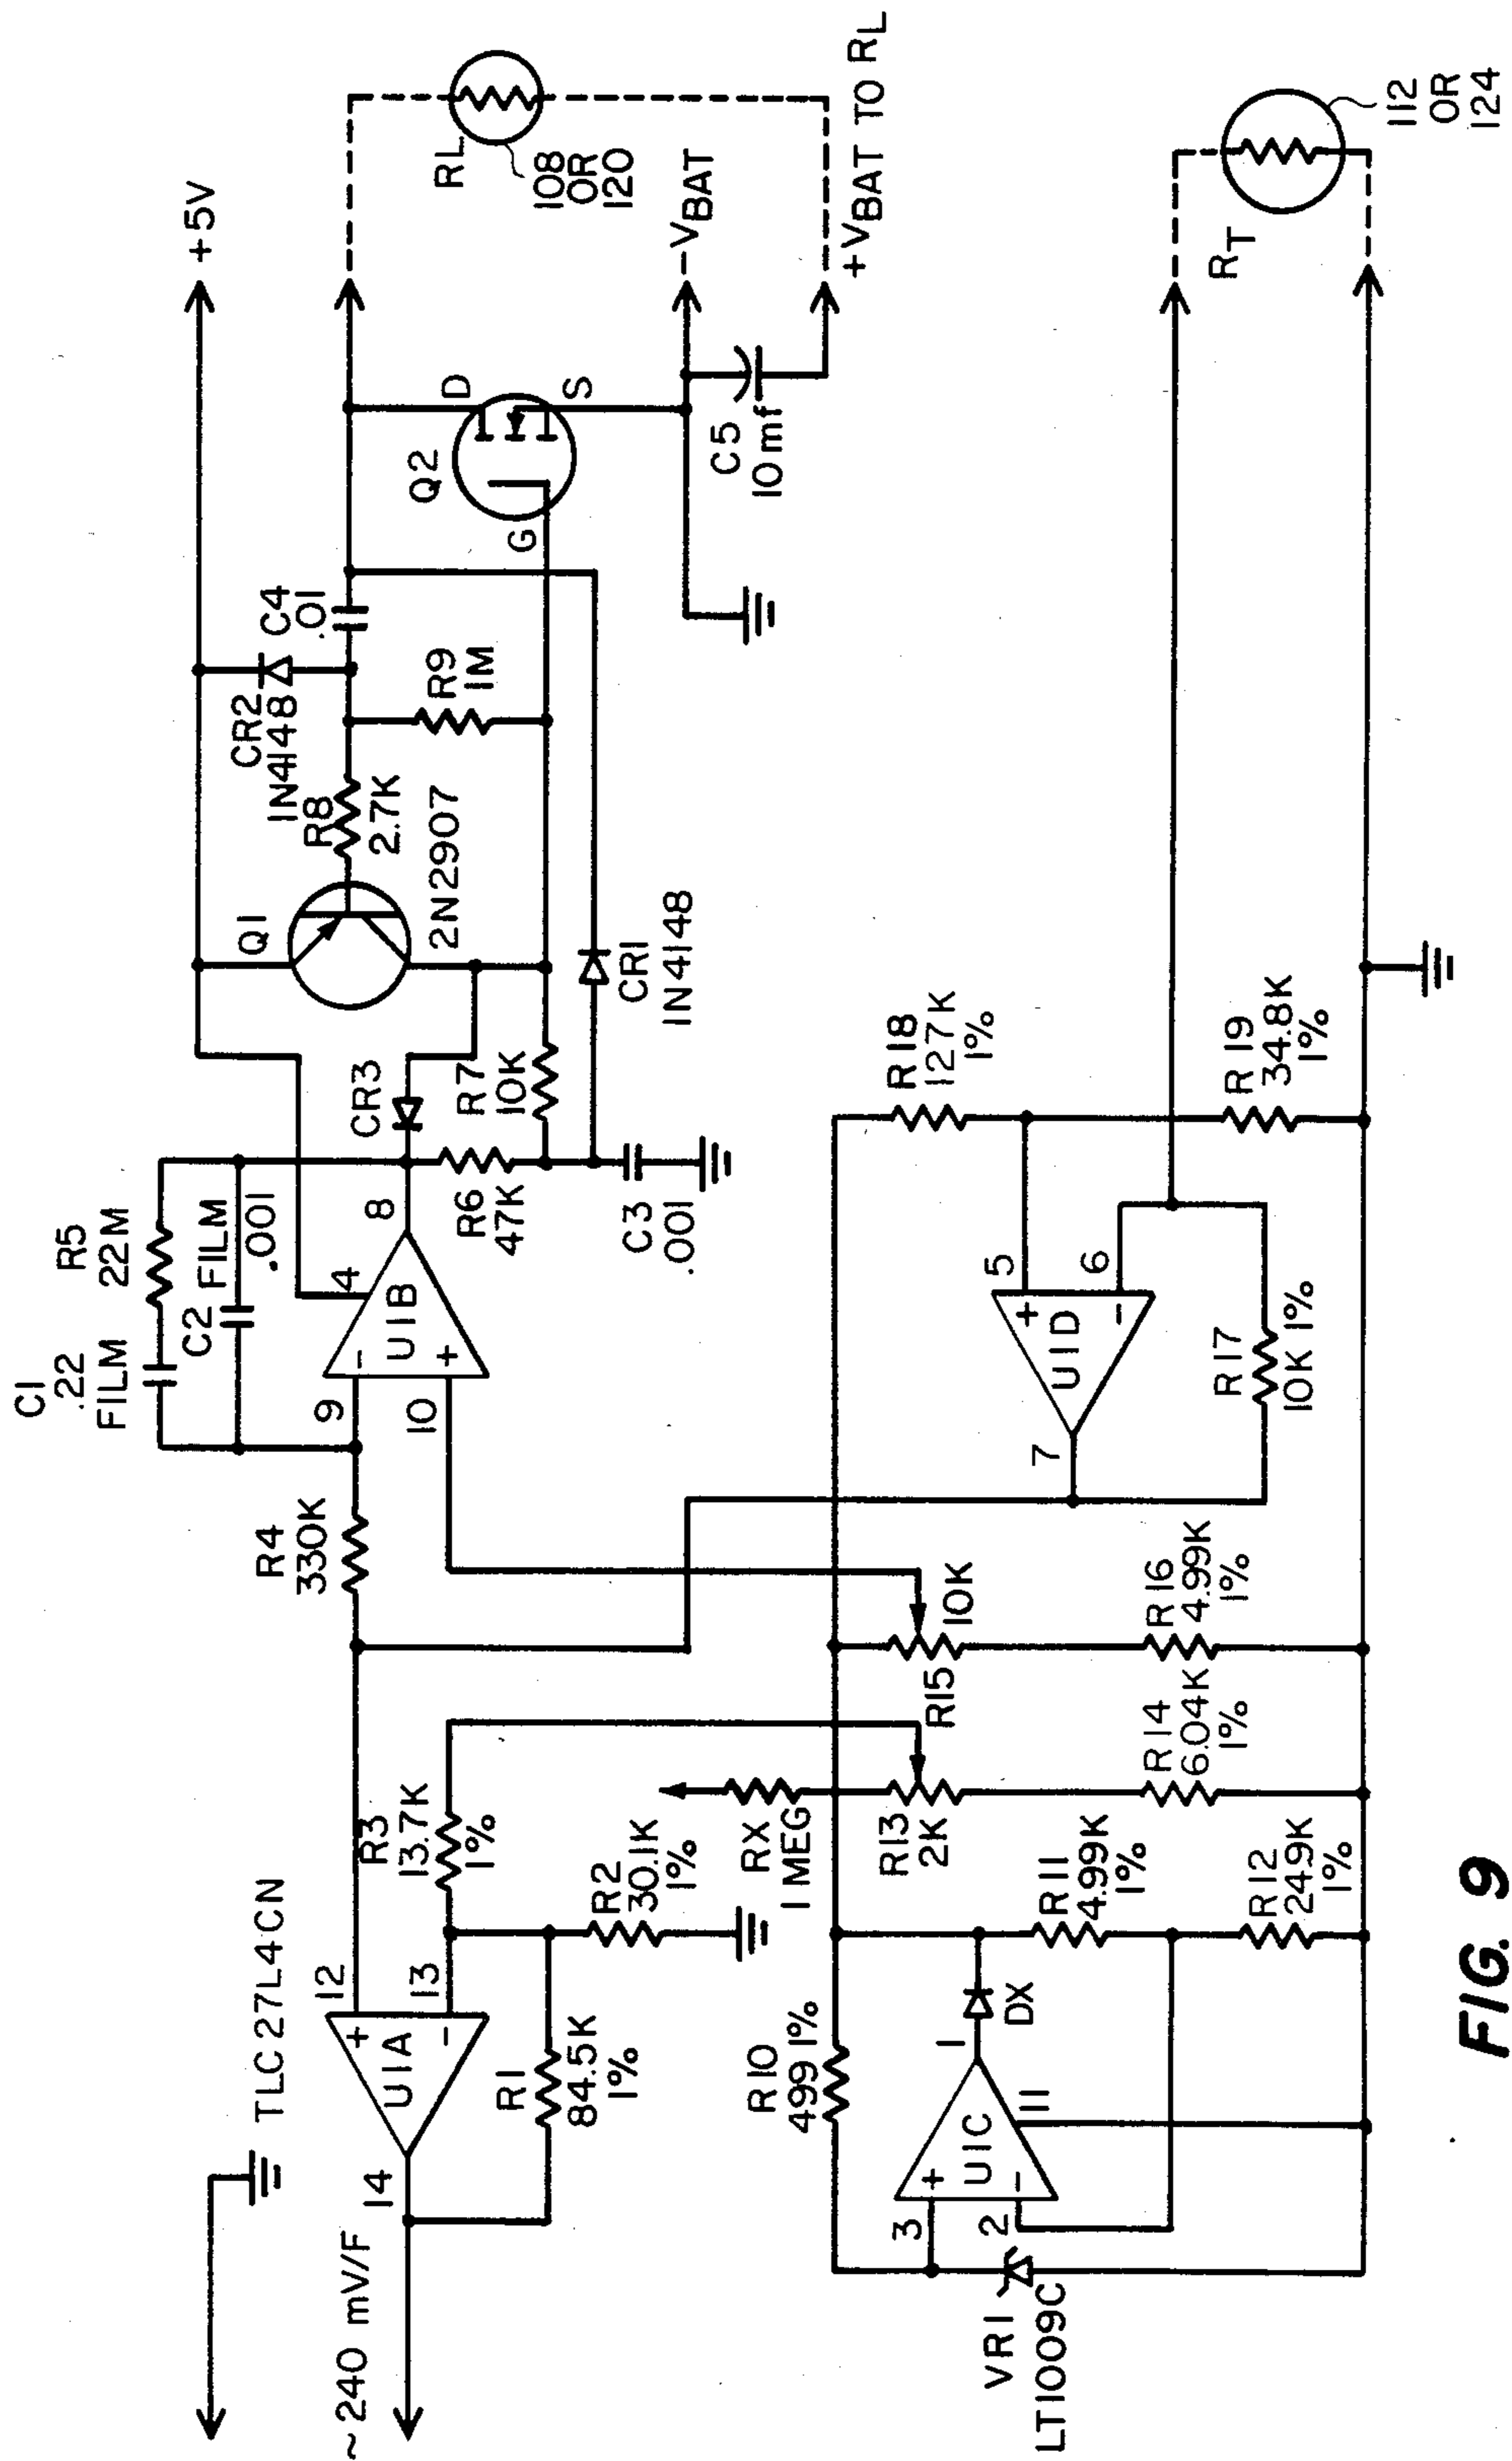 ~240 mV/F
14
TLC27L4CN
12
+
U1A
-
13
R1
84.5K
1%
R2
30.1K
1%
R3
13.7K
1%
R4
330K
C1
.22
FILM
R5
22M
C2
FILM
.001
9
-
U1B
+
10
4
8
CR3
R6
47K
C3
.001
R7
10K
Q1
2N2907
CR1
1N4148
R8
2.7K
CR2
1N4148
R9
1M
C4
.01
+5V
Q2
G
D
S
C5
10mf
RL
108
OR
120
-VBAT
+VBAT TO RL
VR1
LT1009C
3
2
+
U1C
-
1
11
DX
R10
499 1%
R11
4.99K
1%
R12
24.9K
1%
RX
1 MEG
R13
2K
R14
6.04K
1%
R15
10K
R16
4.99K
1%
7
U1D
+
-
5
6
R17
10K 1%
R18
127K
1%
R19
34.8K
1%
RT
112
OR
124
FIG. 9